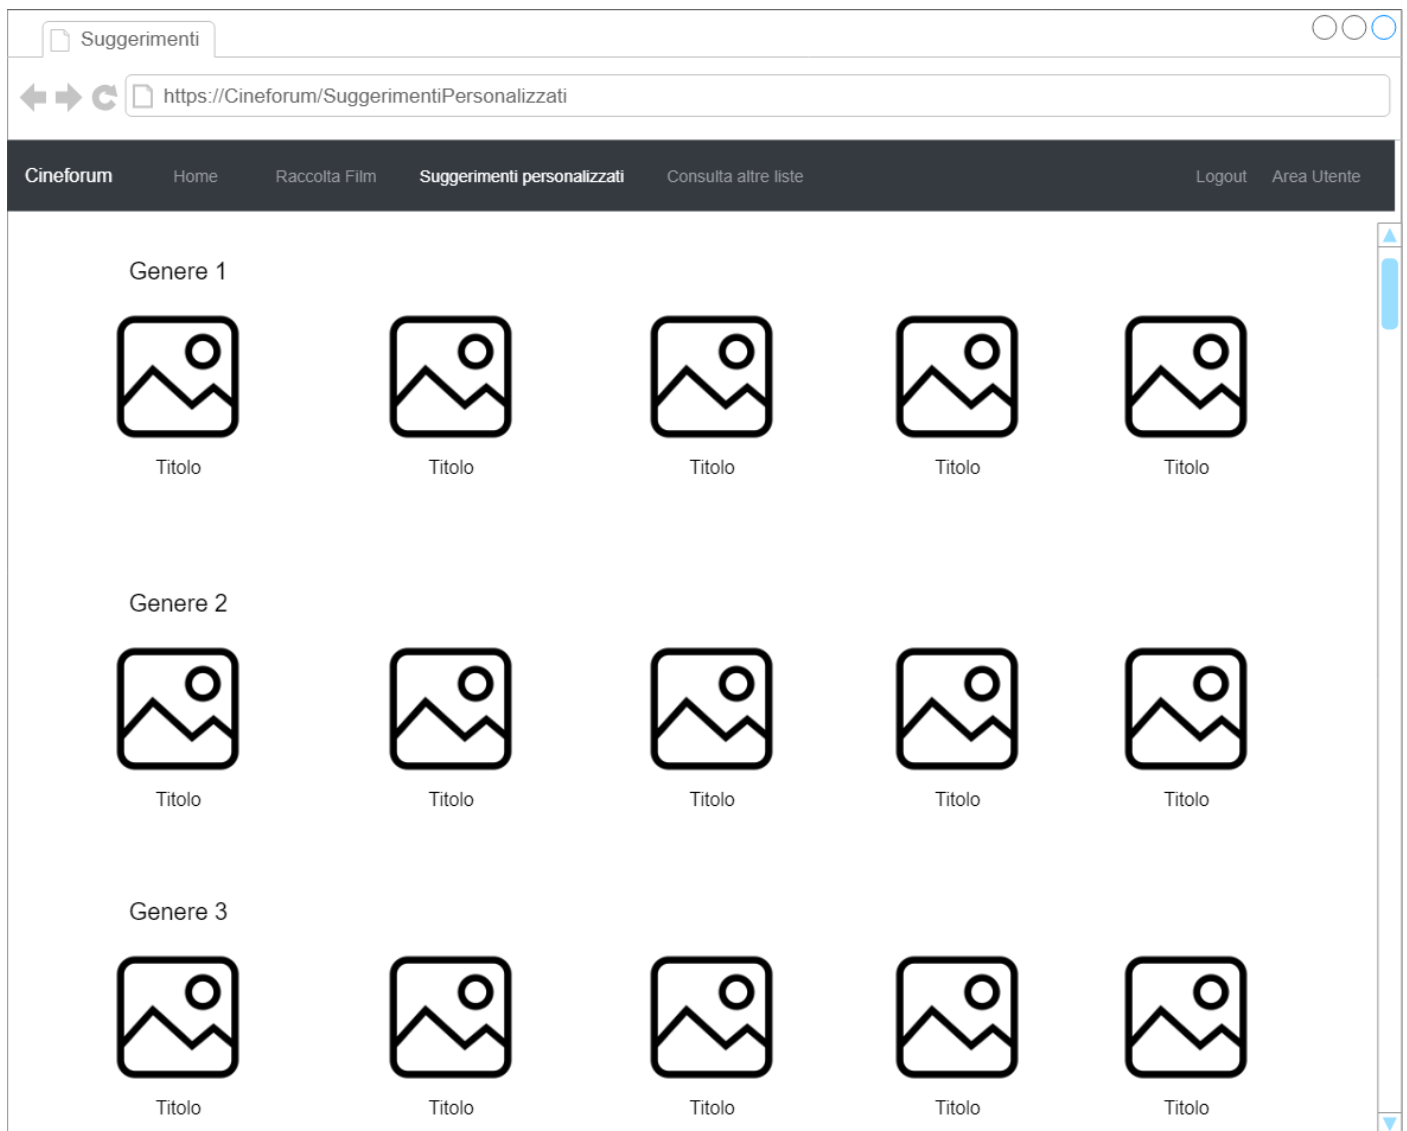 Suggerimenti
https://Cineforum/SuggerimentiPersonalizzati
Cineforum Home Raccolta Film Suggerimenti personalizzati Consulta altre liste Logout Area Utente
Genere 1
Titolo Titolo Titolo Titolo Titolo
Genere 2
Titolo Titolo Titolo Titolo Titolo
Genere 3
Titolo Titolo Titolo Titolo Titolo